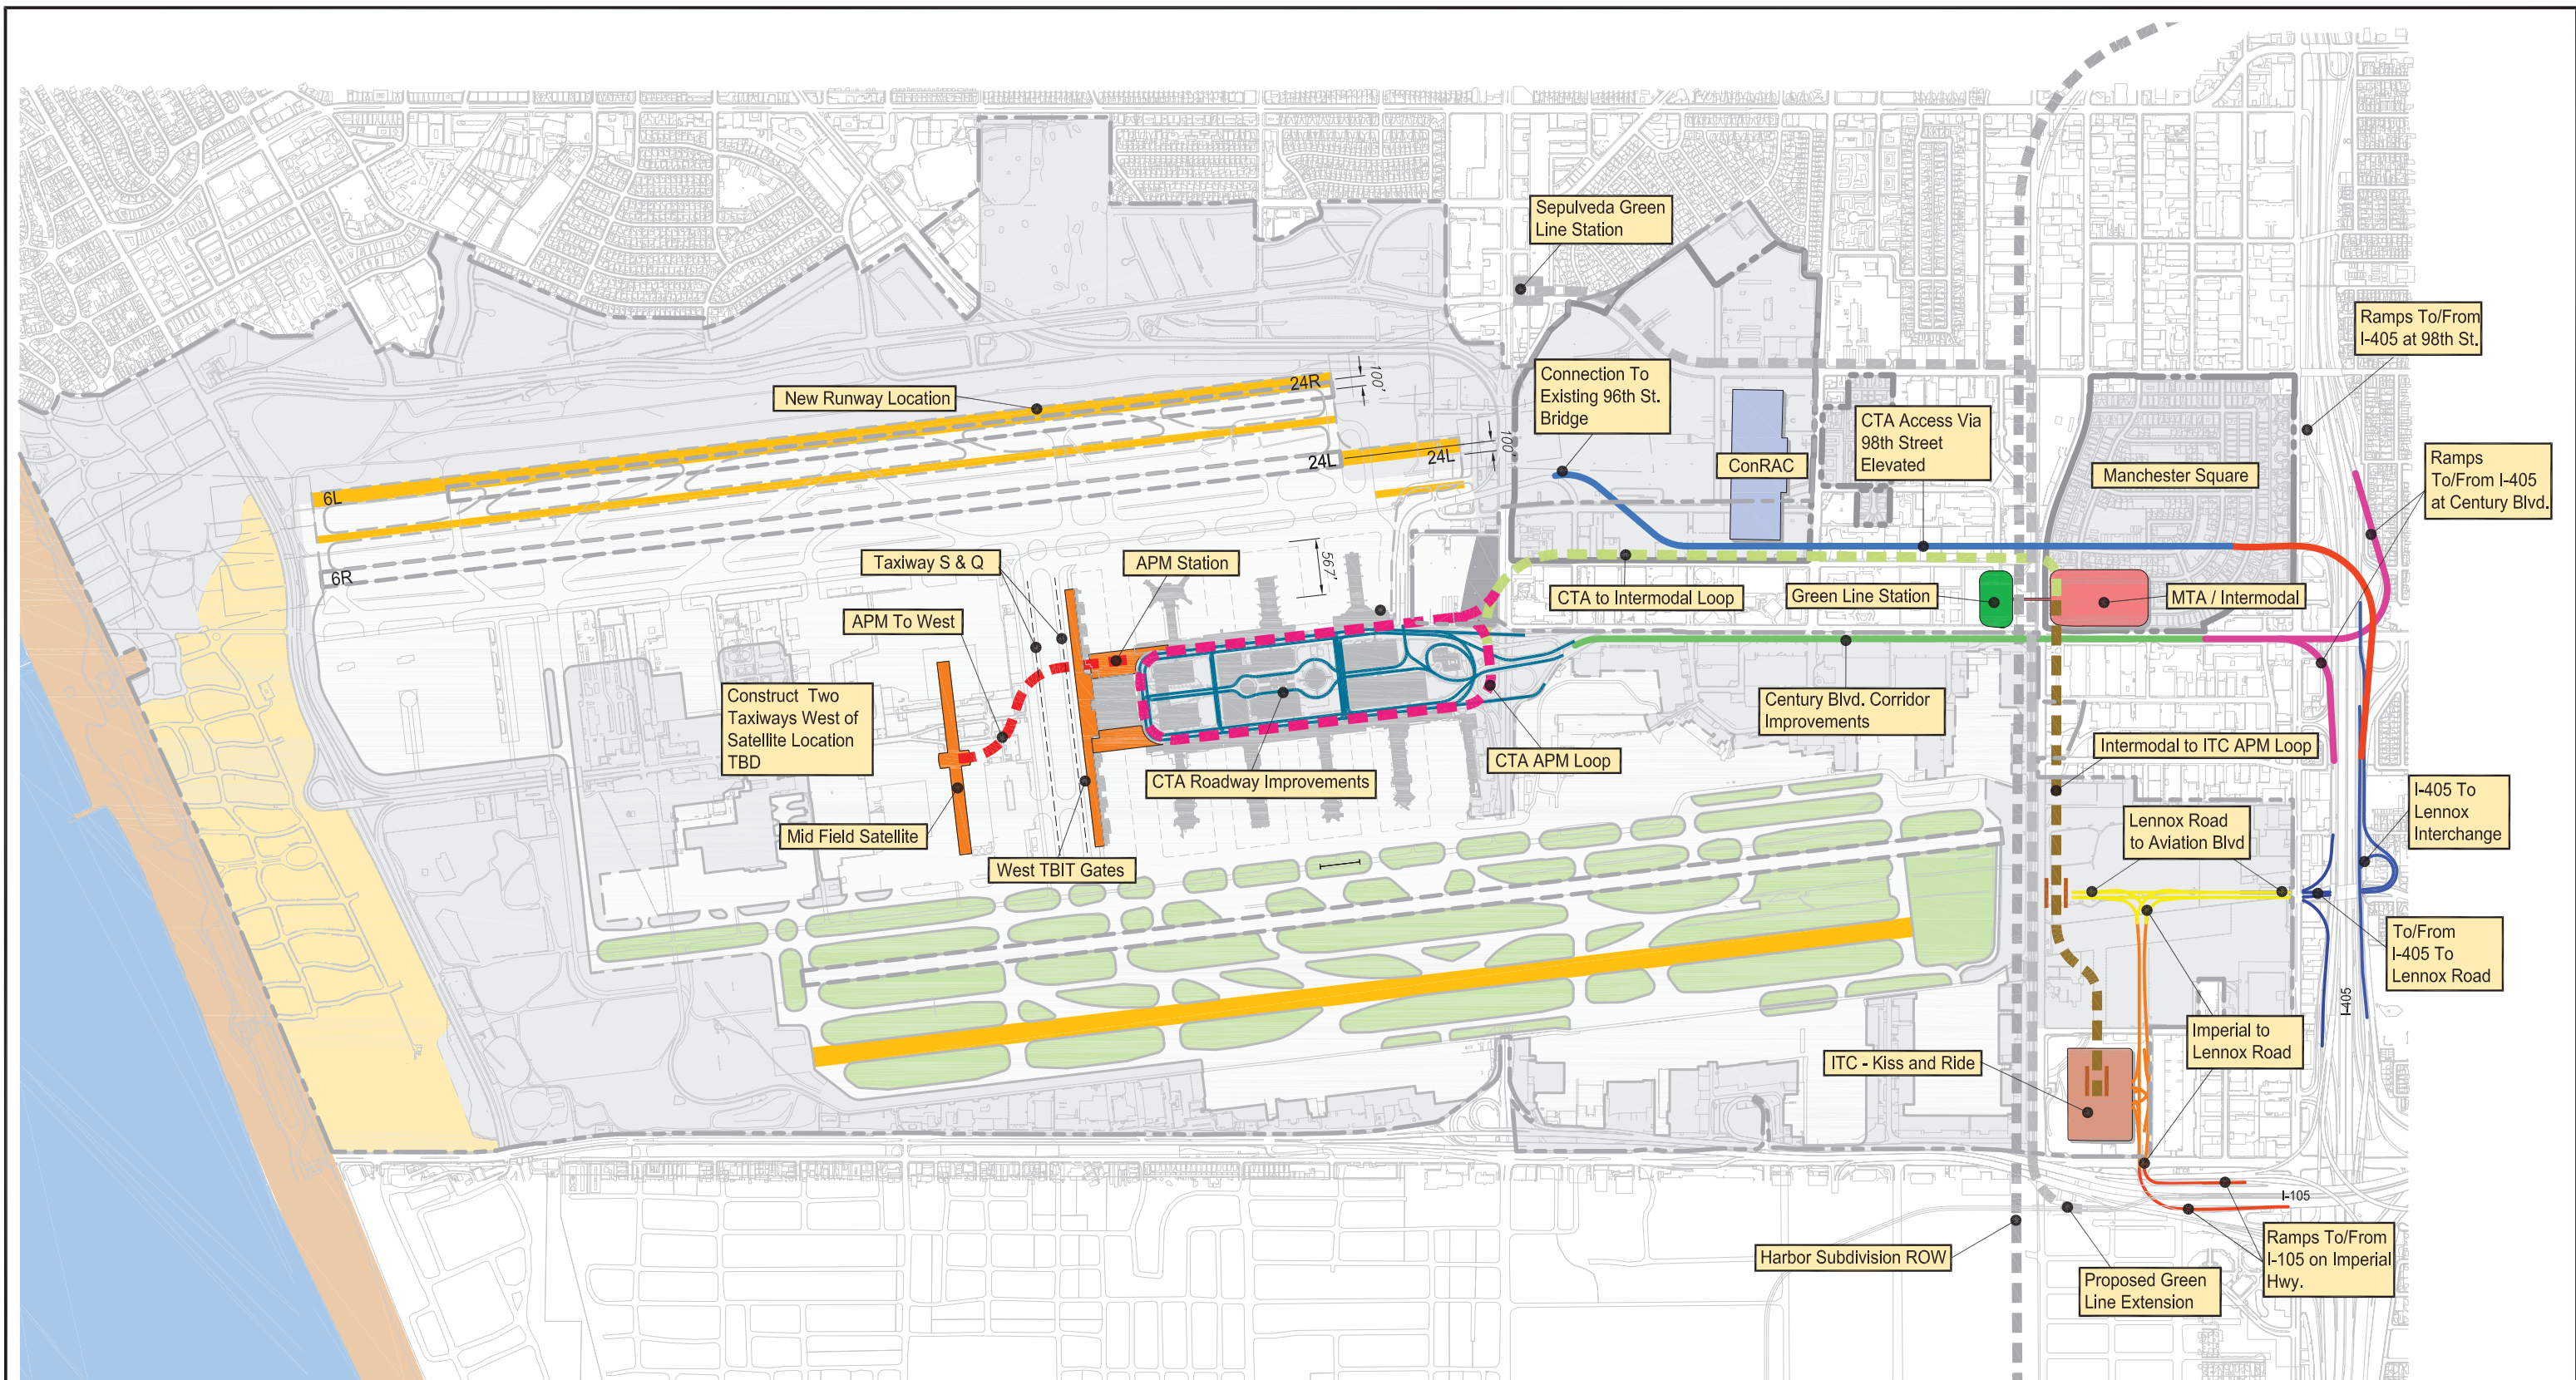 Sepulveda Green
Line Station
Ramps To/From
I-405 at 98th St.
New Runway Location
24R
100'
Connection To
Existing 96th St.
Bridge
CTA Access Via
98th Street
Elevated
ConRAC
Manchester Square
Ramps
To/From I-405
at Century Blvd.
6L
24L
24L
100'
6R
Taxiway S & Q
APM Station
567'
CTA to Intermodal Loop
Green Line Station
MTA / Intermodal
APM To West
Construct Two
Taxiways West of
Satellite Location
TBD
Century Blvd. Corridor
Improvements
CTA Roadway Improvements
CTA APM Loop
Intermodal to ITC APM Loop
Mid Field Satellite
West TBIT Gates
Lennox Road
to Aviation Blvd
I-405 To
Lennox
Interchange
To/From
I-405 To
Lennox Road
I-405
Imperial to
Lennox Road
ITC - Kiss and Ride
I-105
Harbor Subdivision ROW
Proposed Green
Line Extension
Ramps To/From
I-105 on Imperial
Hwy.